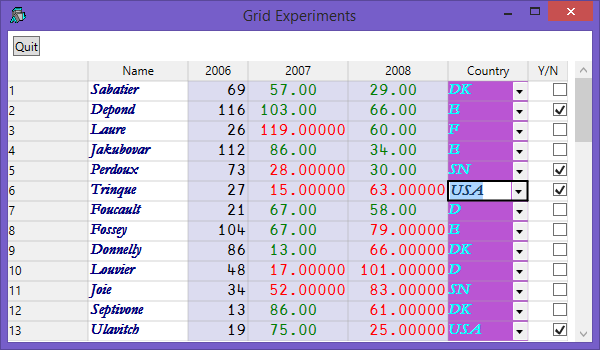 Grid Experiments
Quit
Name 2006 2007 2008 Country Y/N
1 Sabatier 69 57.00 29.00 DK
2 Depond 116 103.00 66.00 B
3 Laure 26 119.00000 60.00 F
4 Jakubovar 112 86.00 34.00 B
5 Perdoux 73 28.00000 30.00 SN
6 Trinque 27 15.00000 63.00000 USA
7 Foucault 21 67.00 58.00 D
8 Fossey 104 67.00 79.00000 B
9 Donnelly 86 13.00 66.00000 DK
10 Louvier 48 17.00000 101.00000 D
11 Joie 34 52.00000 83.00000 SN
12 Septivone 13 86.00 61.00000 DK
13 Ulavitch 19 75.00 25.00000 USA